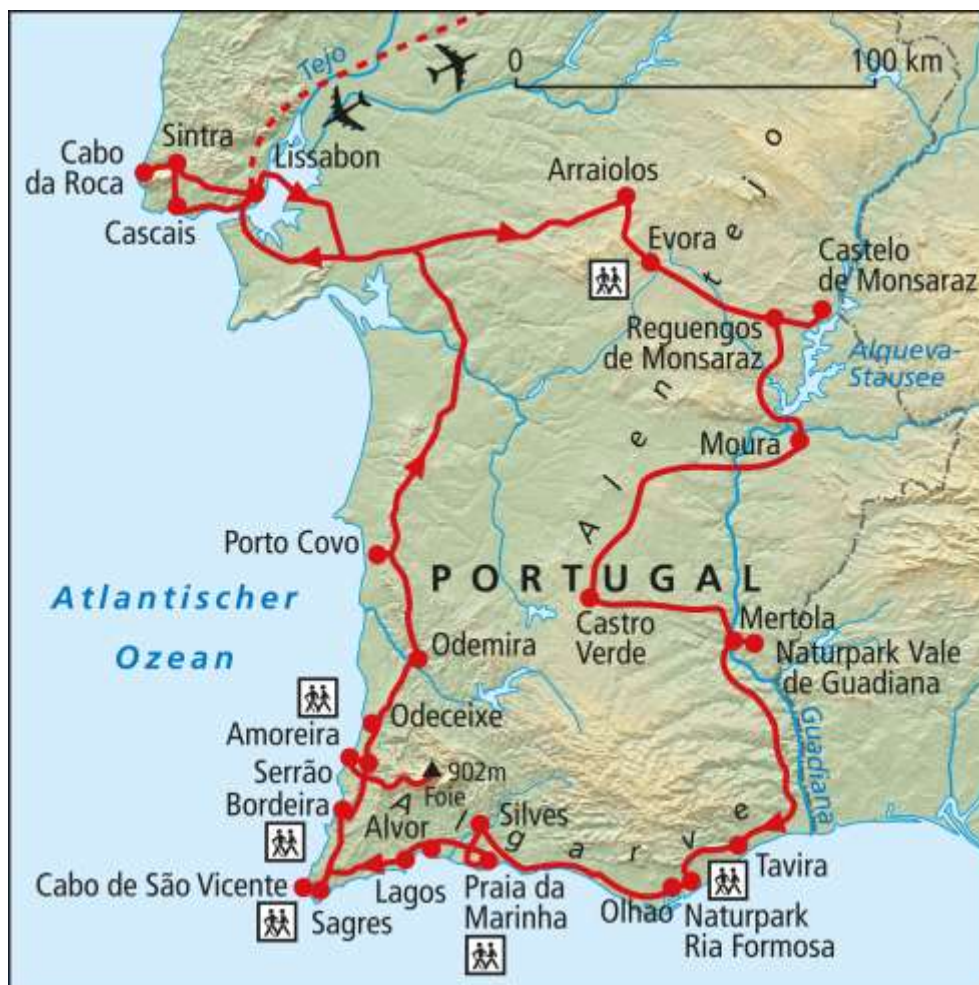 Tejo
0 100 km
Cabo
da Roca
Sintra
Lissabon
Cascais
Arraiolos
Evora
Castelo
de Monsaraz
Reguengos
de Monsaraz
Alqueva-
Stausee
Moura
Alentejo
Porto Covo
PORTUGAL
Atlantischer
Ozean
Castro
Verde
Mertola
Naturpark Vale
de Guadiana
Odemira
Guadiana
Odeceixe
Amoreira
Serrão
902m
Foie
Bordeira
Algarve
Alvor
Silves
Tavira
Cabo de São Vicente
Sagres
Lagos
Praia da
Marinha
Olhão
Naturpark
Ria Formosa